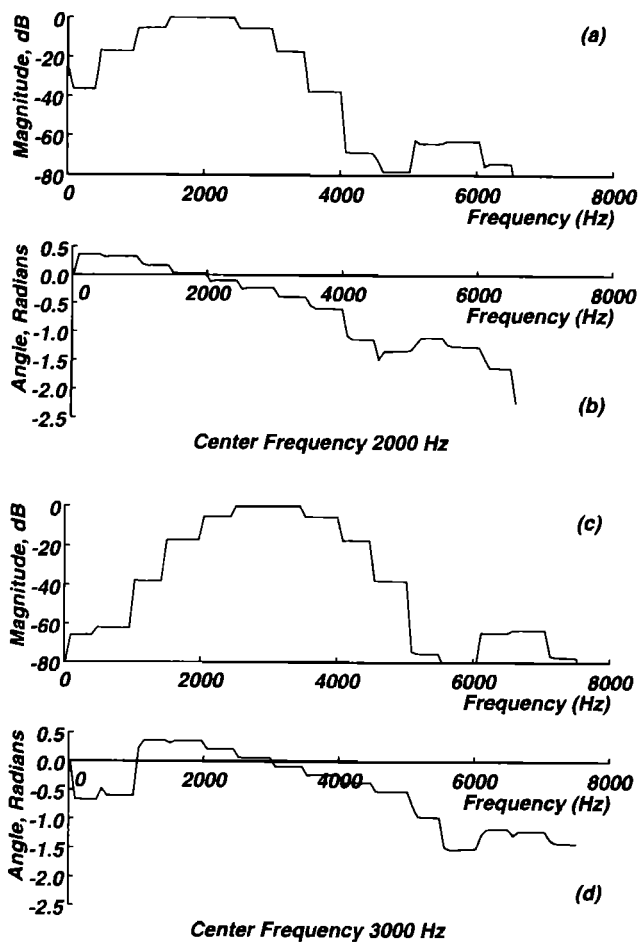 Magnitude, dB
0
-20
-40
-60
-80
(a)
0 2000 4000 6000 8000
Frequency (Hz)
Angle, Radians
0.5
0.0
-0.5
-1.0
-1.5
-2.0
-2.5
0 2000 4000 6000 8000
Frequency (Hz)
(b)
Center Frequency 2000 Hz
Magnitude, dB
0
-20
-40
-60
-80
(c)
0 2000 4000 6000 8000
Frequency (Hz)
Angle, Radians
0.5
0.0
-0.5
-1.0
-1.5
-2.0
-2.5
0 2000 4000 6000 8000
Frequency (Hz)
(d)
Center Frequency 3000 Hz